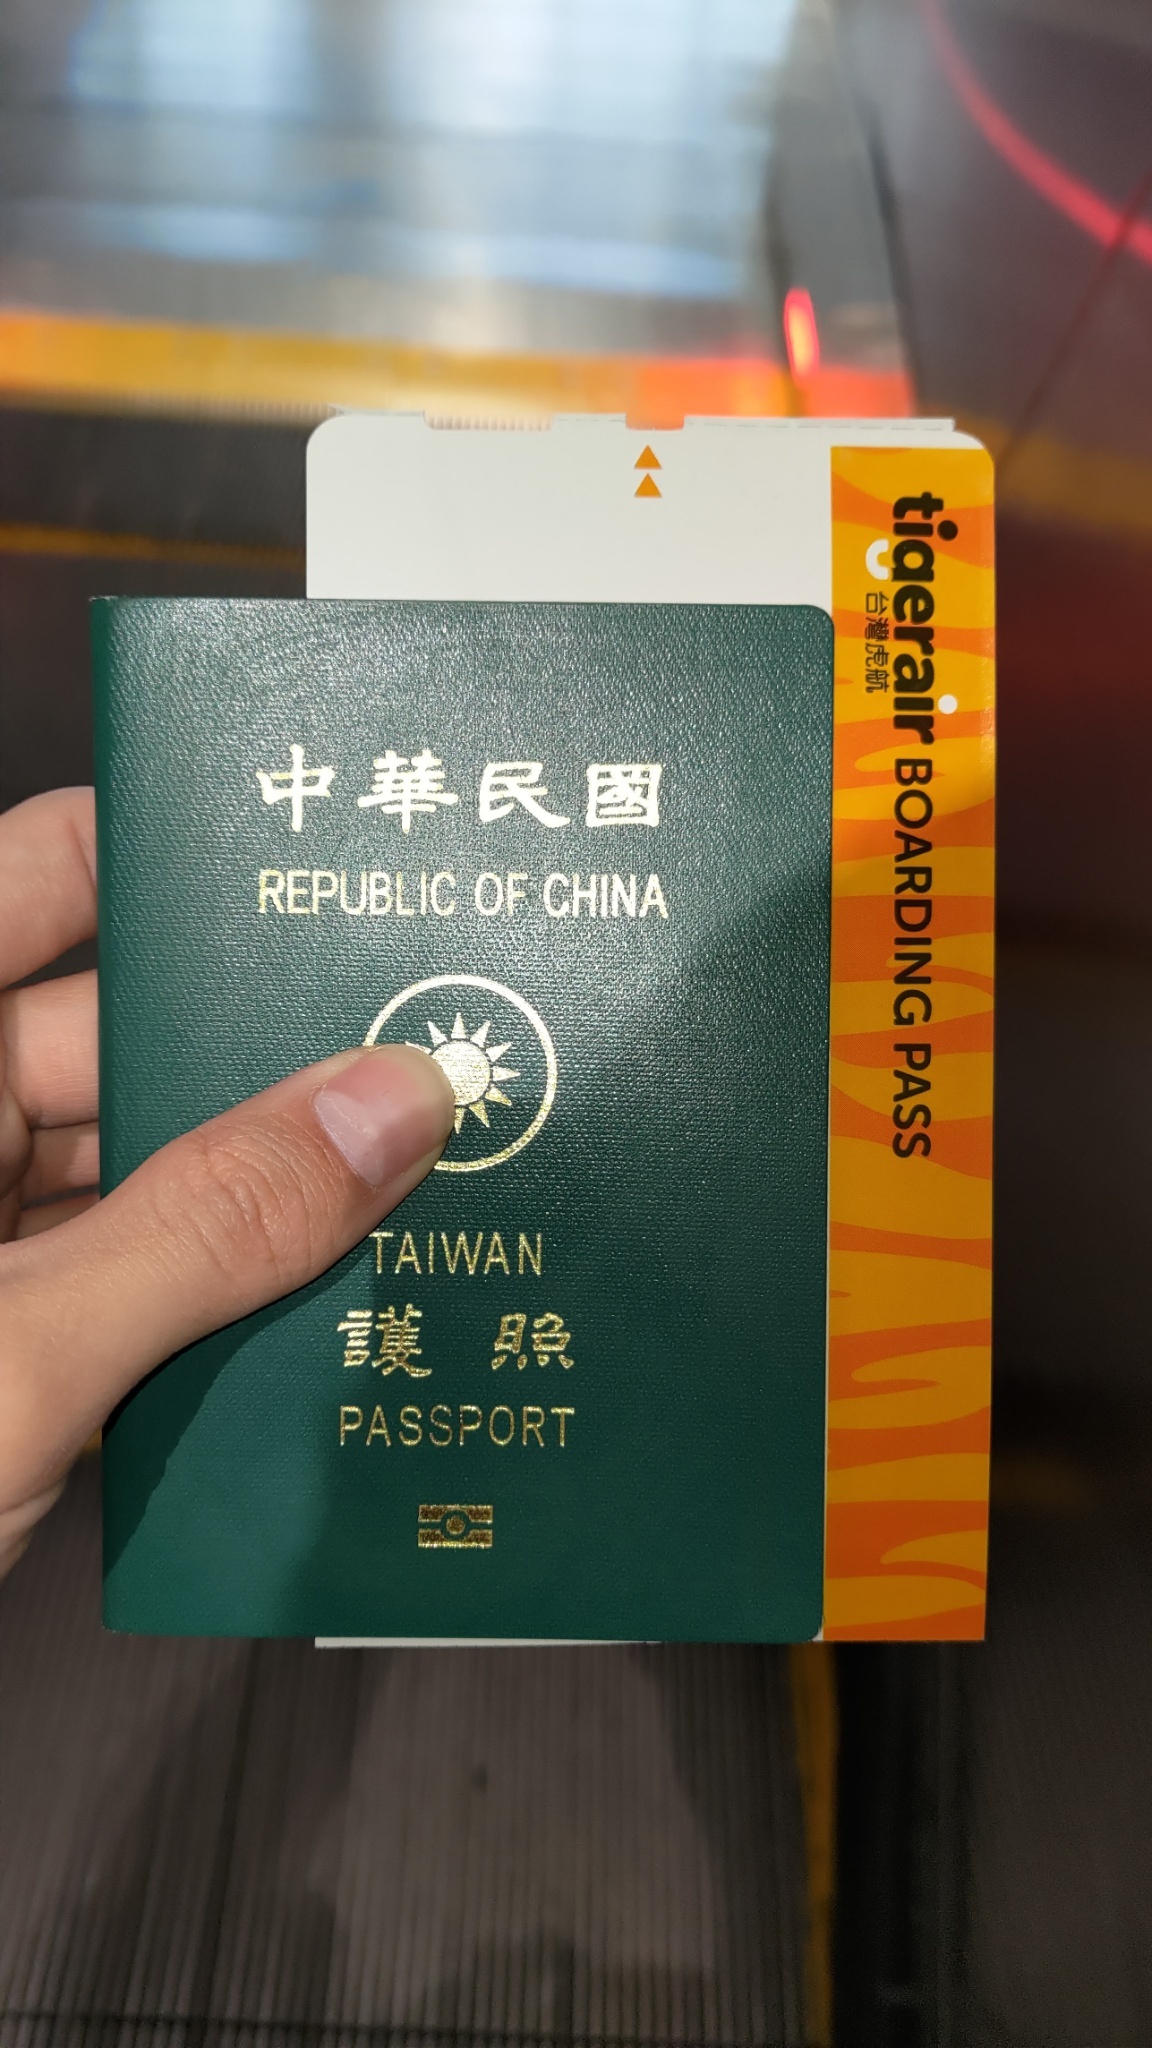 中華民國
REPUBLIC OF CHINA
TAIWAN
護照
PASSPORT
tigerair BOARDING PASS
台灣虎航